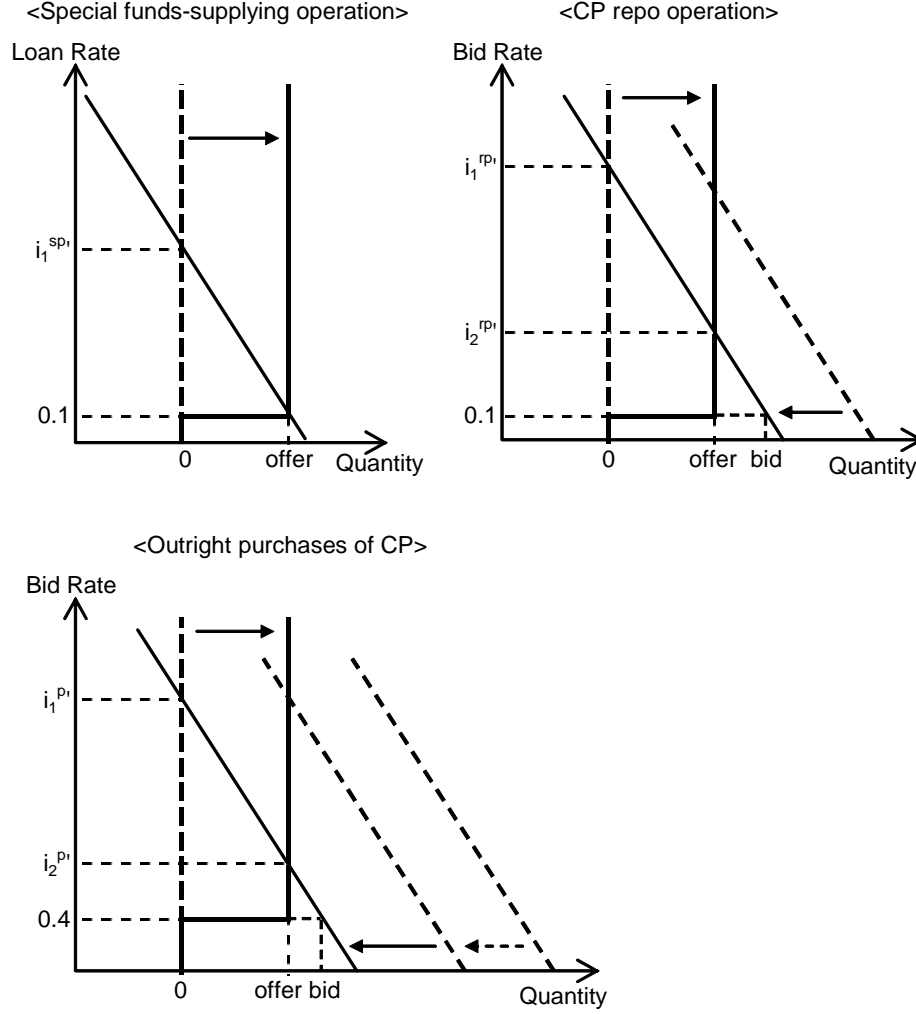 <Special funds-supplying operation>
Loan Rate
i₁ˢᵖ'
0.1
0
offer
Quantity
<CP repo operation>
Bid Rate
i₁ʳᵖ'
i₂ʳᵖ'
0.1
0
offer
bid
Quantity
<Outright purchases of CP>
Bid Rate
i₁ᵖ'
i₂ᵖ'
0.4
0
offer
bid
Quantity